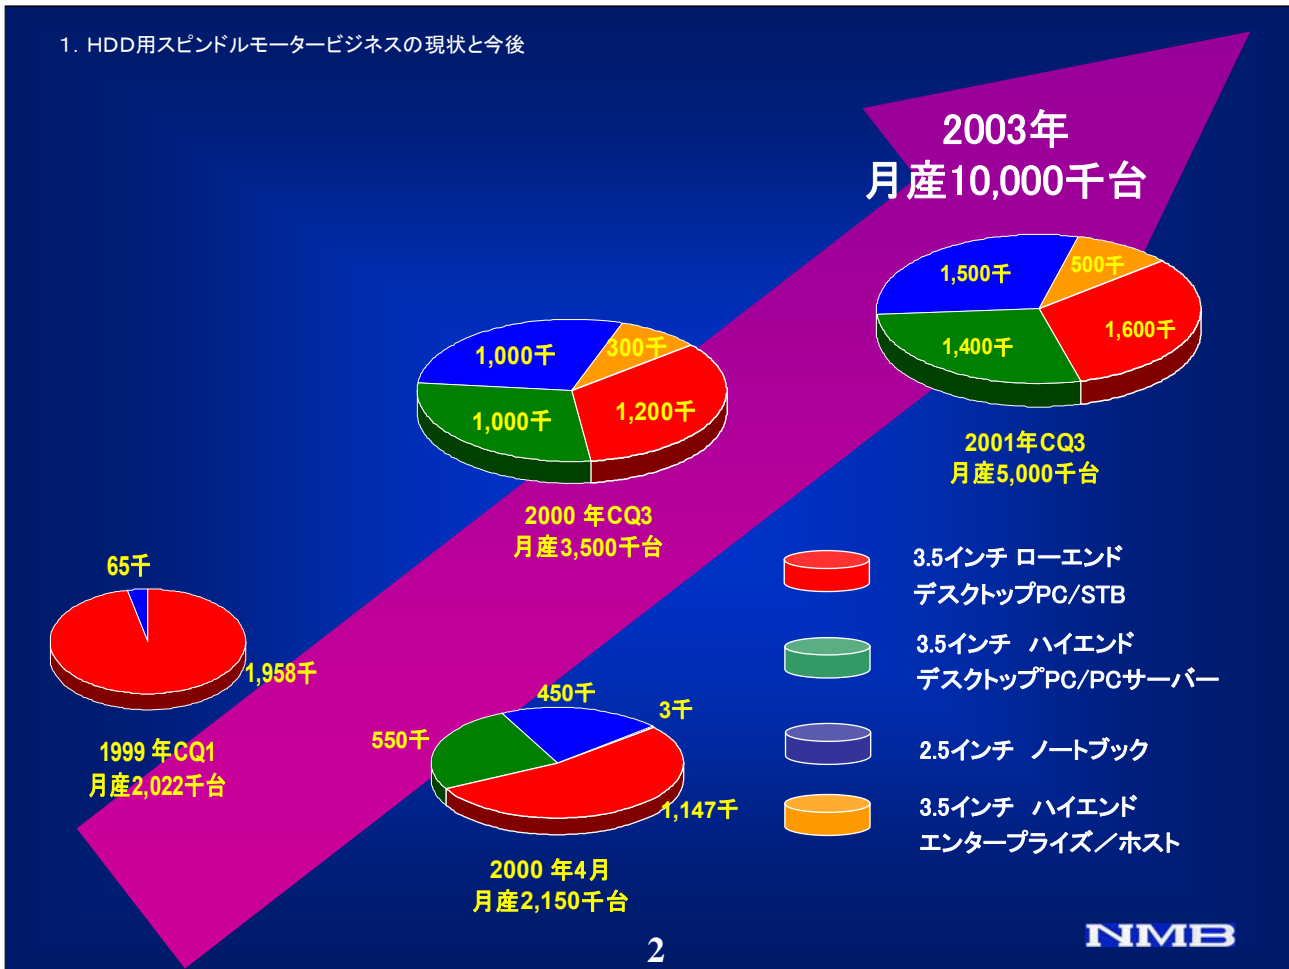 1. HDD用スピンドルモータービジネスの現状と今後
2003年
月産10,000千台
1,500千
500千
1,400千
1,600千
2001年CQ3
月産5,000千台
1,000千
300千
1,000千
1,200千
2000 年CQ3
月産3,500千台
65千
1,958千
1999 年CQ1
月産2,022千台
450千
3千
550千
1,147千
2000 年4月
月産2,150千台
3.5インチ ローエンド
デスクトップPC/STB
3.5インチ ハイエンド
デスクトップPC/PCサーバー
2.5インチ ノートブック
3.5インチ ハイエンド
エンタープライズ/ホスト
2
NMB